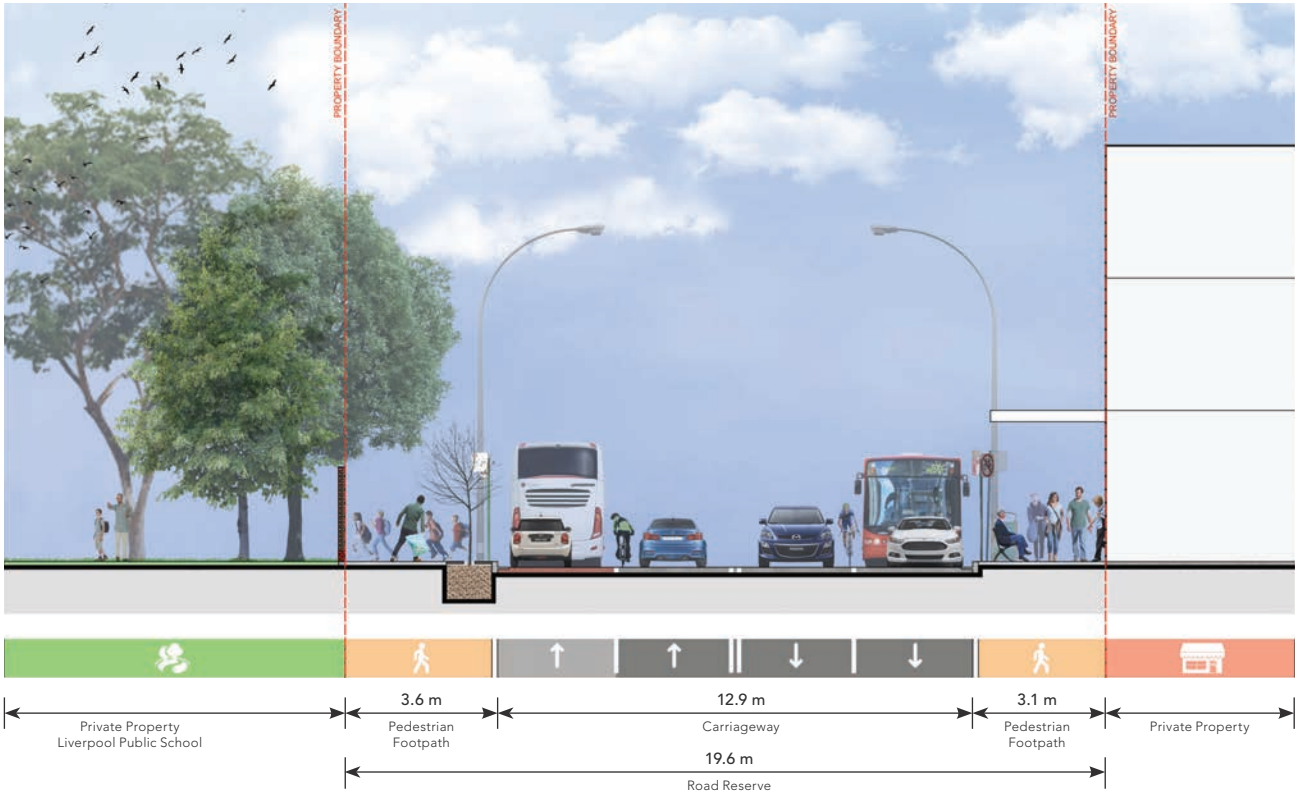 PROPERTY BOUNDARY
PROPERTY BOUNDARY
3.6 m
12.9 m
3.1 m
Private Property
Liverpool Public School
Pedestrian
Footpath
Carriageway
Pedestrian
Footpath
Private Property
19.6 m
Road Reserve